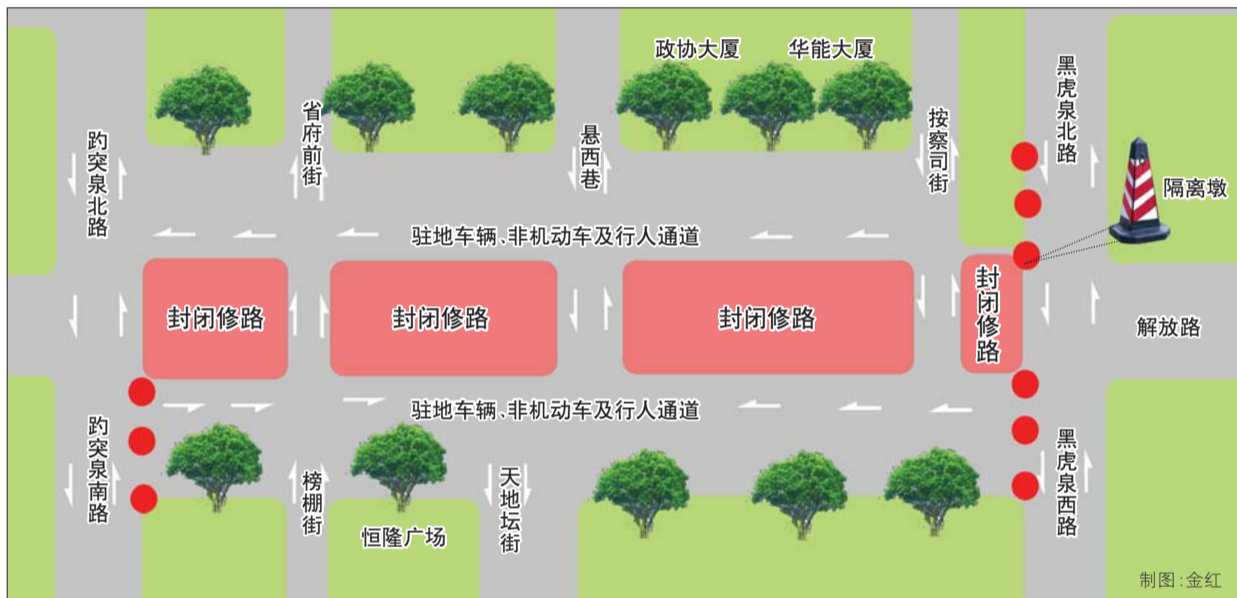 政协大厦
华能大厦
黑虎泉北路
省府前街
悬西巷
按察司街
趵突泉北路
隔离墩
驻地车辆、非机动车及行人通道
封闭修路
封闭修路
封闭修路
封闭修路
解放路
驻地车辆、非机动车及行人通道
趵突泉南路
榜棚街
恒隆广场
天地坛街
黑虎泉西路
制图:金红